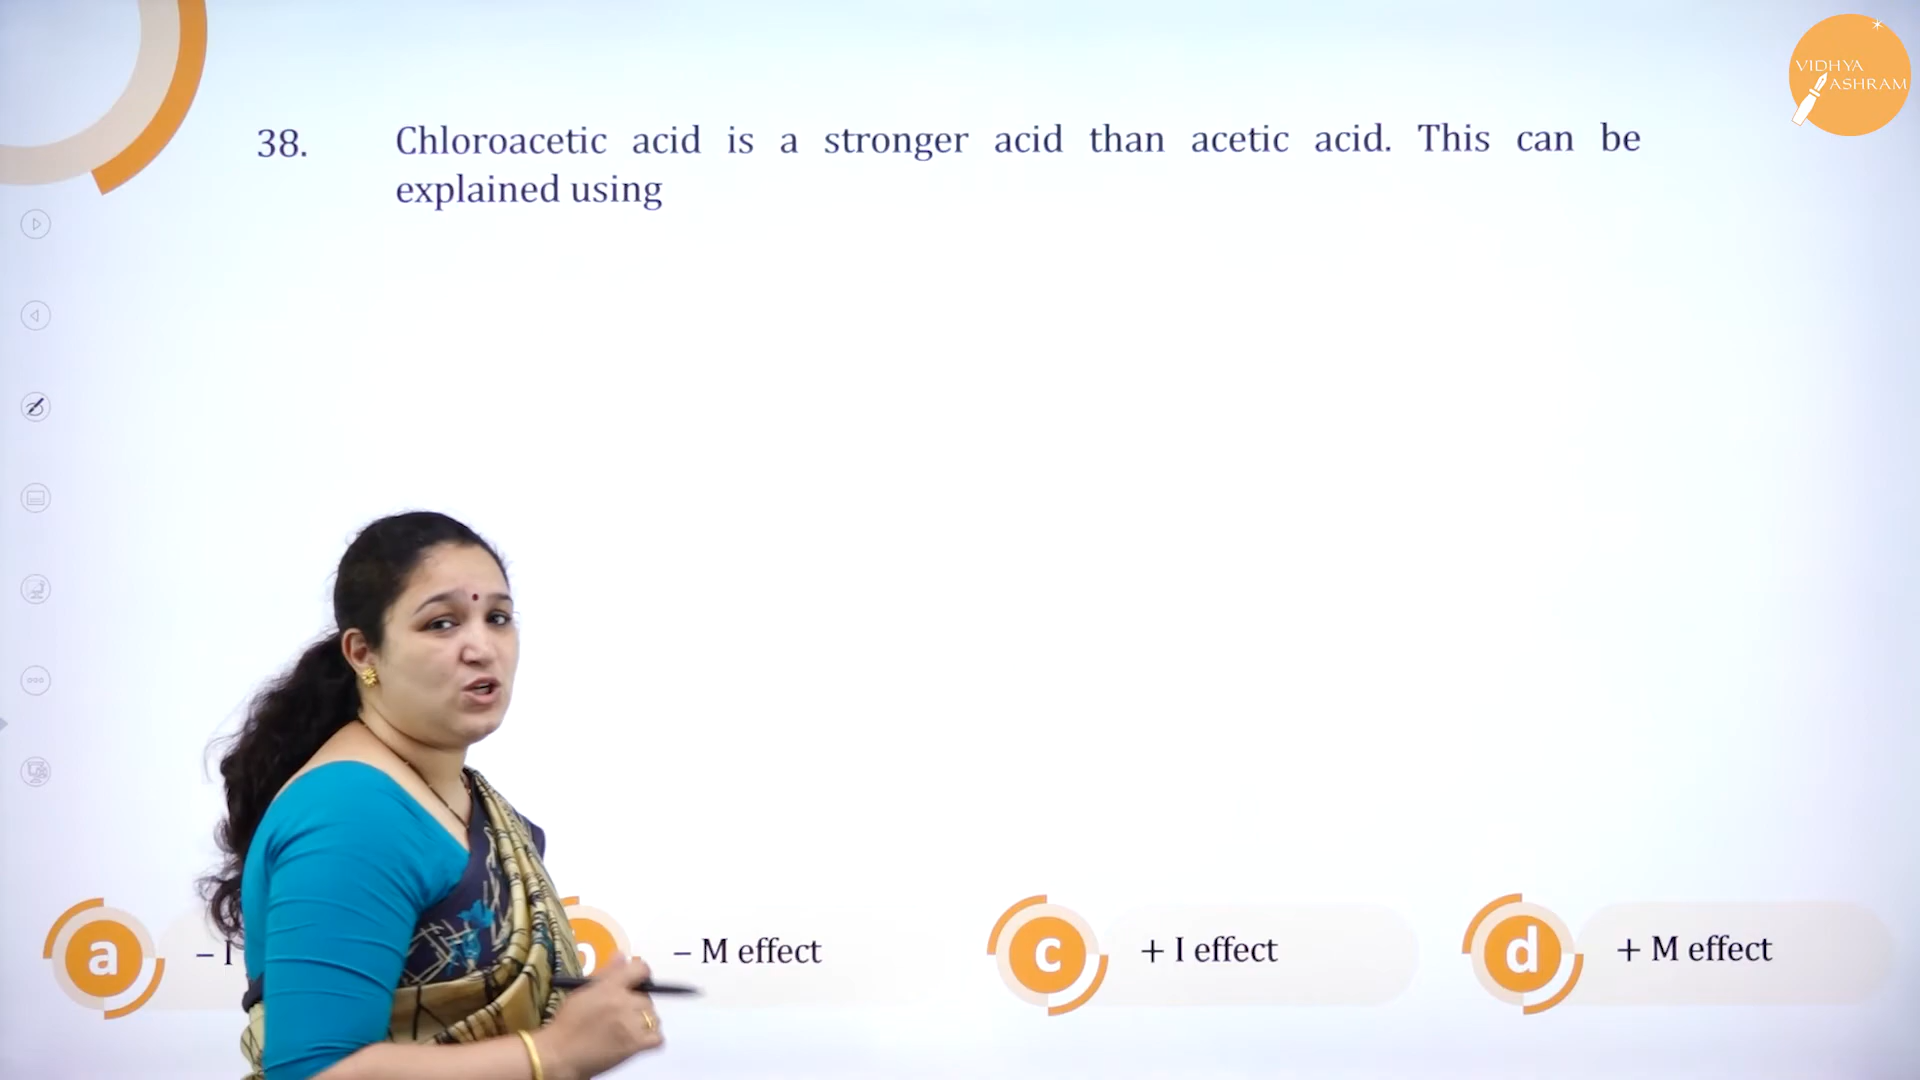 VIDHYA
ASHRAM
38. Chloroacetic acid is a stronger acid than acetic acid. This can be
explained using
a – I
b – M effect
c + I effect
d + M effect